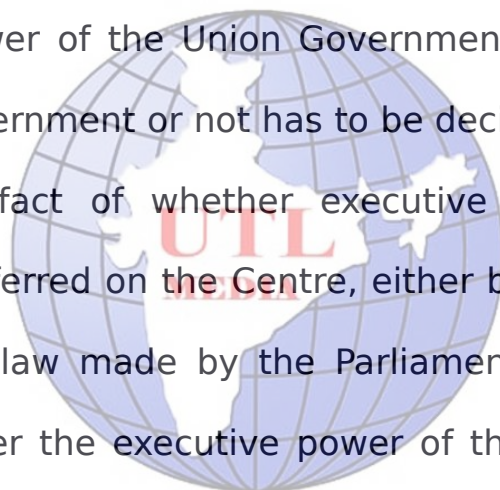 wer of the Union Governmen
ernment or not has to be dec
fact of whether executive
ferred on the Centre, either b
law made by the Parliamen
er the executive power of th
UTL
MEDIA